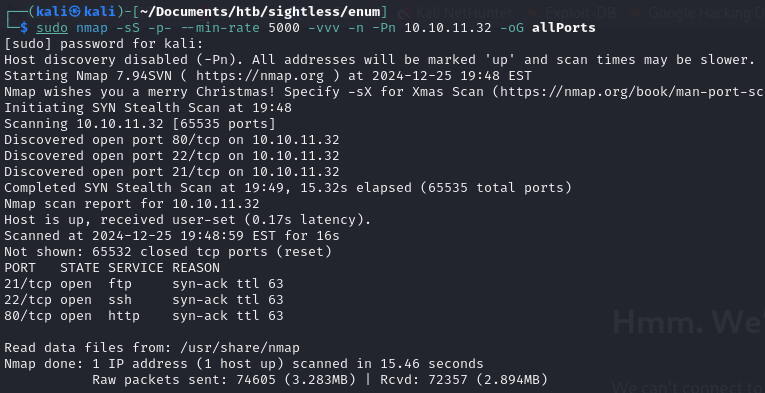 Kali NetHunter Exploit-DB Google Hacking D
┌──(kali㉿kali)-[~/Documents/htb/sightless/enum]
└─$ sudo nmap -sS -p- --min-rate 5000 -vvv -n -Pn 10.10.11.32 -oG allPorts
[sudo] password for kali:
Host discovery disabled (-Pn). All addresses will be marked 'up' and scan times may be slower.
Starting Nmap 7.94SVN ( https://nmap.org ) at 2024-12-25 19:48 EST
Nmap wishes you a merry Christmas! Specify -sX for Xmas Scan (https://nmap.org/book/man-port-sc
Initiating SYN Stealth Scan at 19:48
Scanning 10.10.11.32 [65535 ports]
Discovered open port 80/tcp on 10.10.11.32
Discovered open port 22/tcp on 10.10.11.32
Discovered open port 21/tcp on 10.10.11.32
Completed SYN Stealth Scan at 19:49, 15.32s elapsed (65535 total ports)
Nmap scan report for 10.10.11.32
Host is up, received user-set (0.17s latency).
Scanned at 2024-12-25 19:48:59 EST for 16s
Not shown: 65532 closed tcp ports (reset)
PORT   STATE SERVICE REASON
21/tcp open  ftp     syn-ack ttl 63
22/tcp open  ssh     syn-ack ttl 63
80/tcp open  http    syn-ack ttl 63
Hmm. We'
Read data files from: /usr/share/nmap
Nmap done: 1 IP address (1 host up) scanned in 15.46 seconds
           Raw packets sent: 74605 (3.283MB) | Rcvd: 72357 (2.894MB)
We can't connect to